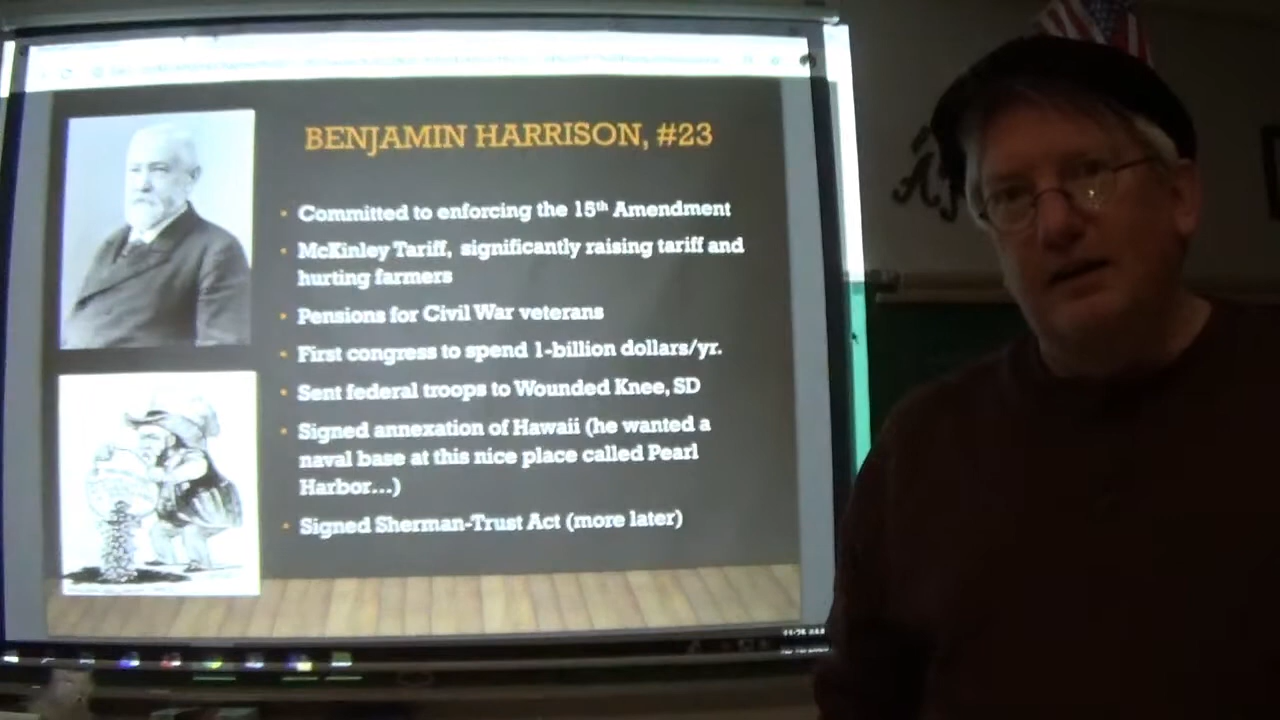 BENJAMIN HARRISON, #23
• Committed to enforcing the 15th Amendment
• McKinley Tariff, significantly raising tariff and
hurting farmers
• Pensions for Civil War veterans
• First congress to spend 1-billion dollars/yr.
• Sent federal troops to Wounded Knee, SD
• Signed annexation of Hawaii (he wanted a
naval base at this nice place called Pearl
Harbor...)
• Signed Sherman-Trust Act (more later)